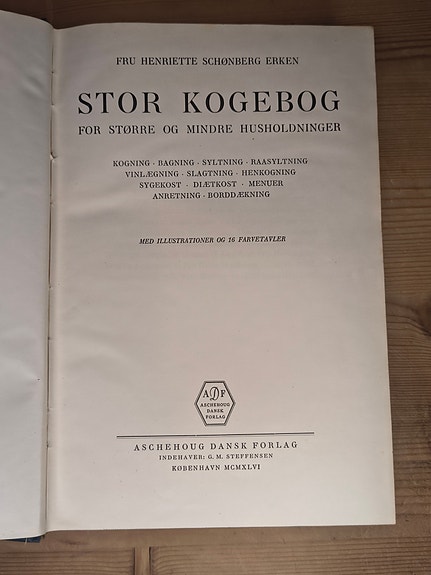 FRU HENRIETTE SCHØNBERG ERKEN
STOR KOGEBOG
FOR STØRRE OG MINDRE HUSHOLDNINGER
KOGNING · BAGNING · SYLTNING · RAASYLTNING
VINLÆGNING · SLAGTNING · HENKOGNING
SYGEKOST · DIÆTKOST · MENUER
ANRETNING · BORDDÆKNING
MED ILLUSTRATIONER OG 16 FARVETAVLER
ADF
ASCHEHOUG
DANSK
FORLAG
ASCHEHOUG DANSK FORLAG
INDEHAVER: G. M. STEFFENSEN
KØBENHAVN MCMXLVI